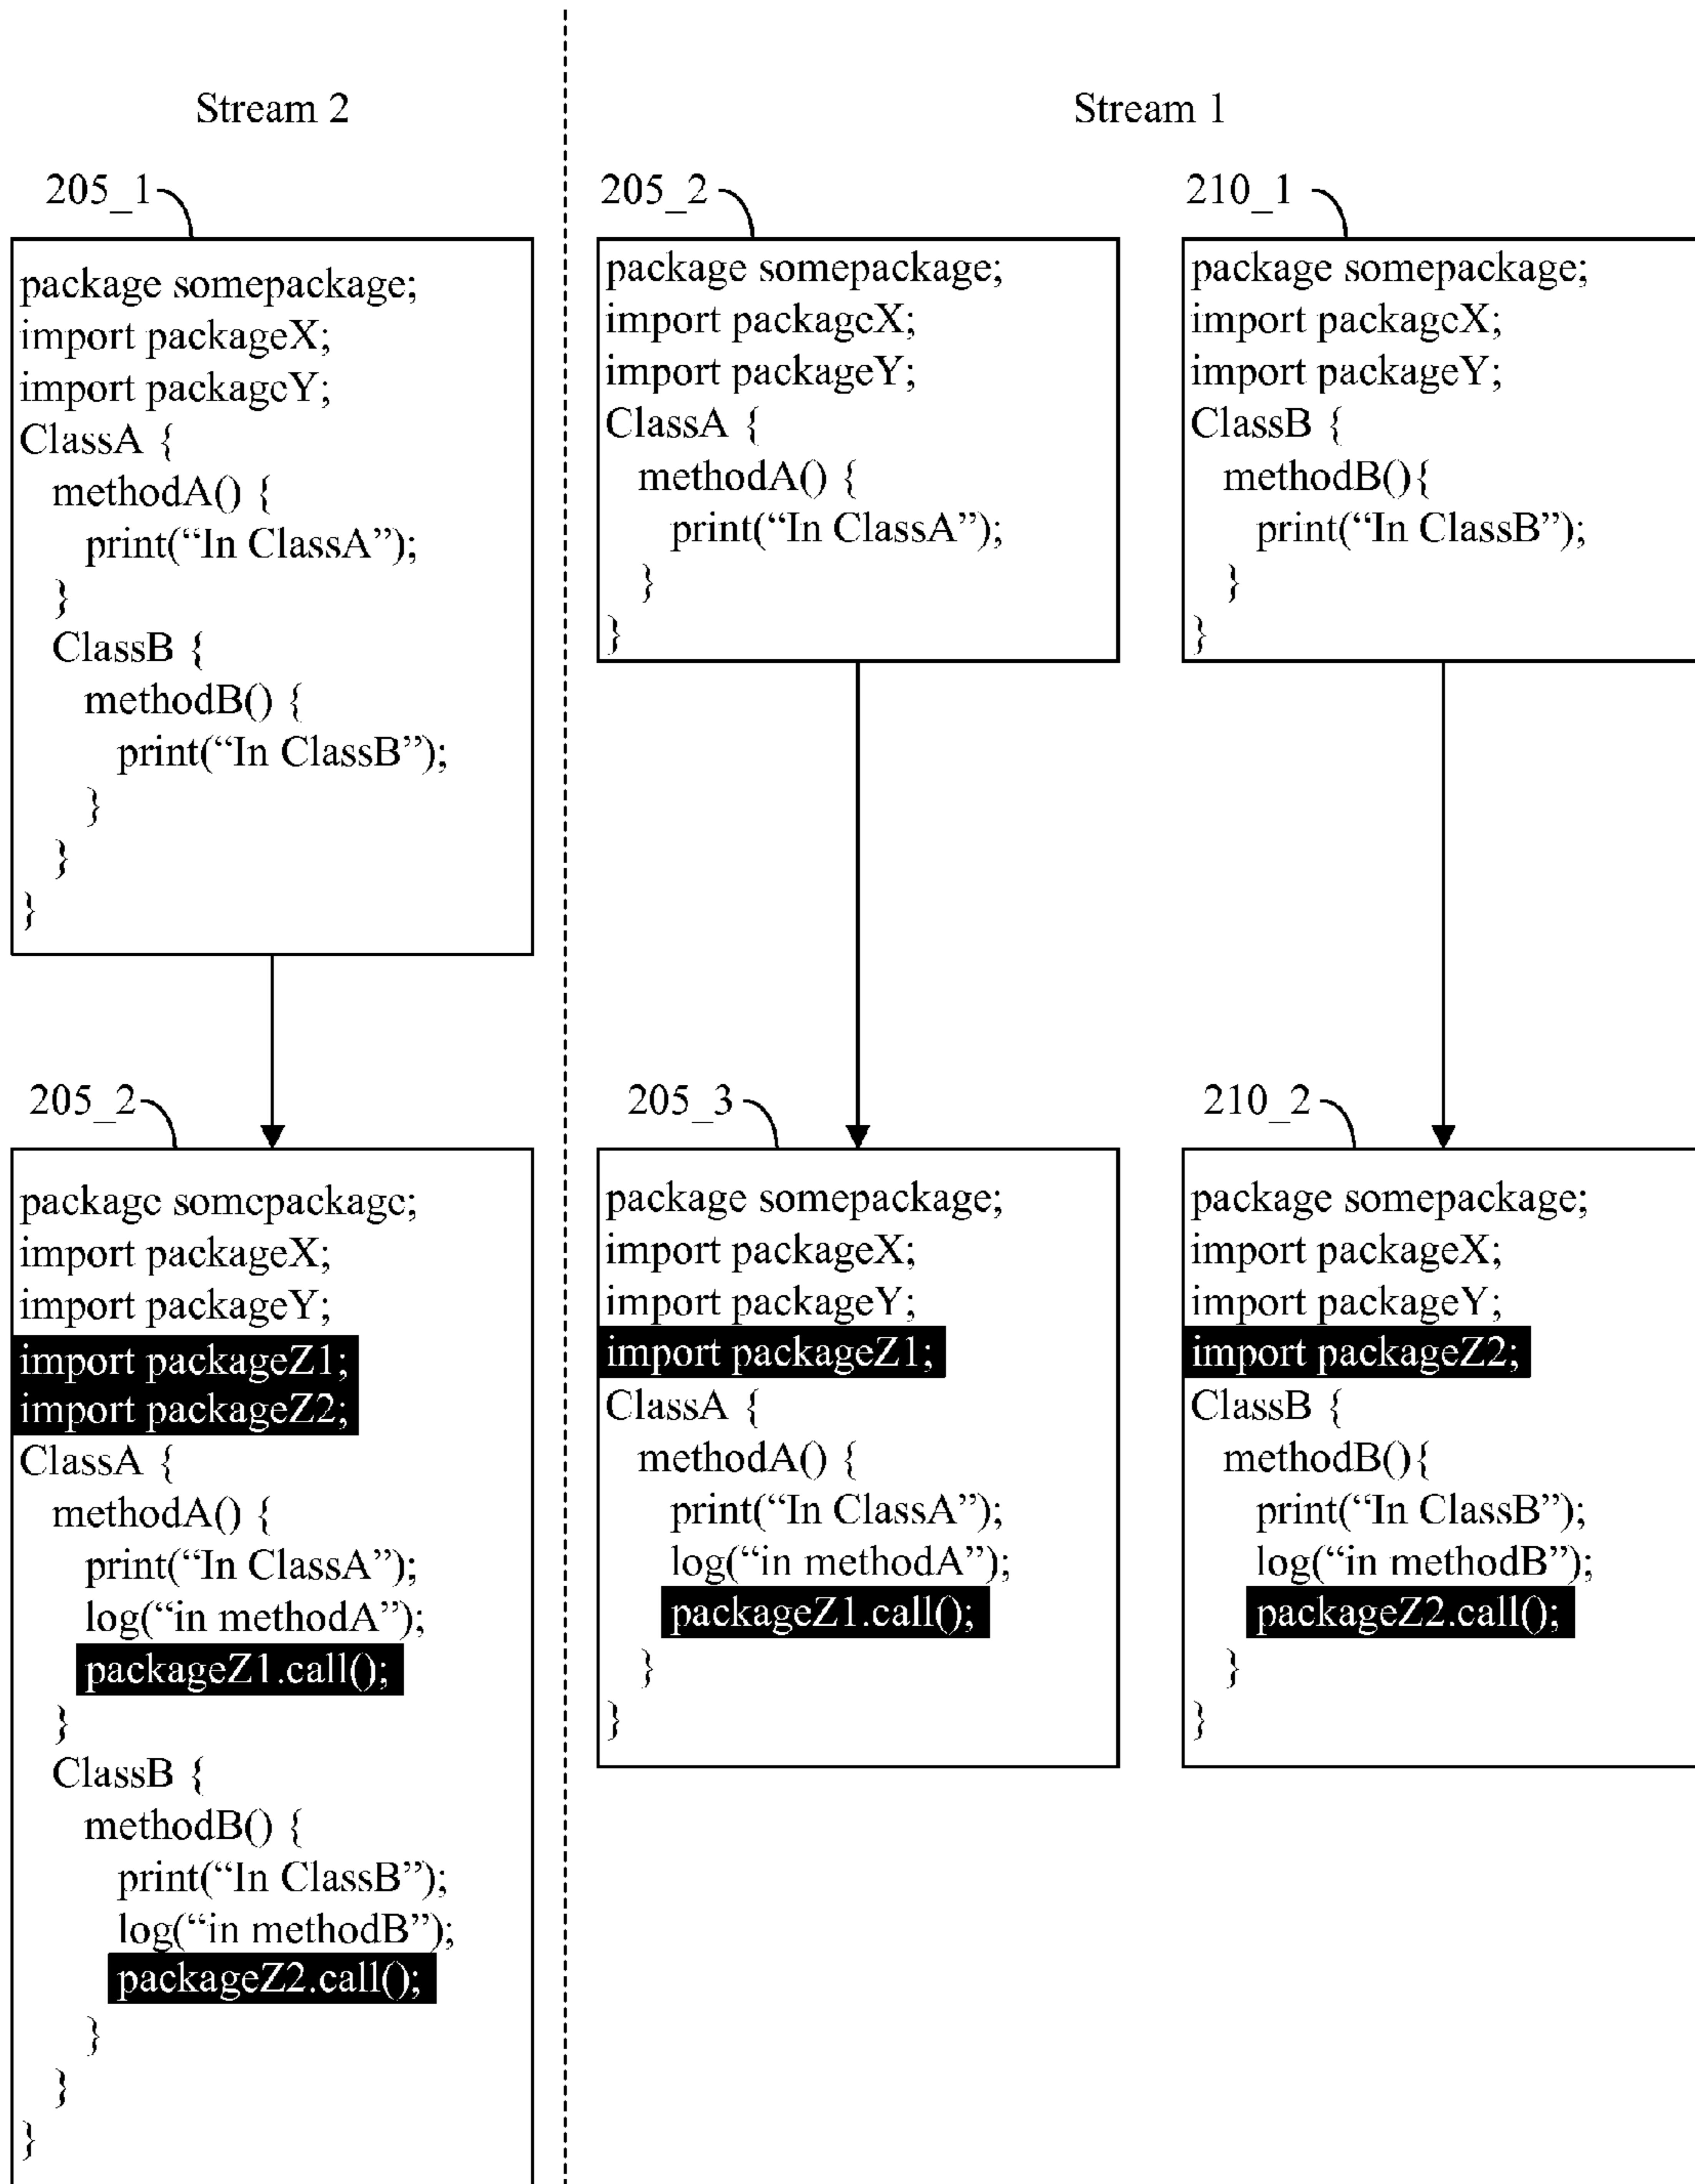 Stream 2
205_1
package somepackage;
import packageX;
import packageY;
ClassA {
methodA() {
print(“In ClassA”);
}
ClassB {
methodB() {
print(“In ClassB”);
}
}
}
205_2
package somepackage;
import packageX;
import packageY;
import packageZ1;
import packageZ2;
ClassA {
methodA() {
print(“In ClassA”);
log(“in methodA”);
packageZ1.call();
}
ClassB {
methodB() {
print(“In ClassB”);
log(“in methodB”);
packageZ2.call();
}
}
}
Stream 1
205_2
package somepackage;
import packageX;
import packageY;
ClassA {
methodA() {
print(“In ClassA”);
}
}
205_3
package somepackage;
import packageX;
import packageY;
import packageZ1;
ClassA {
methodA() {
print(“In ClassA”);
log(“in methodA”);
packageZ1.call();
}
}
210_1
package somepackage;
import packageX;
import packageY;
ClassB {
methodB(){
print(“In ClassB”);
}
}
210_2
package somepackage;
import packageX;
import packageY;
import packageZ2;
ClassB {
methodB(){
print(“In ClassB”);
log(“in methodB”);
packageZ2.call();
}
}